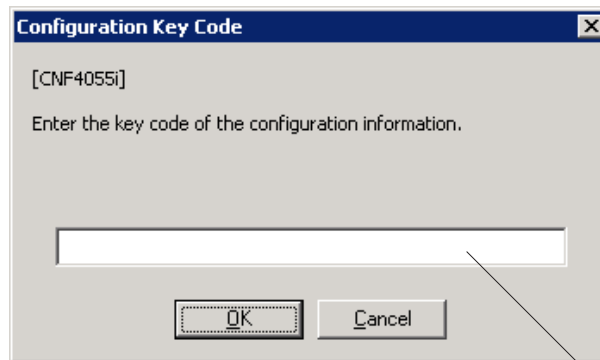 Configuration Key Code
[CNF4055i]
Enter the key code of the configuration information.
OK Cancel